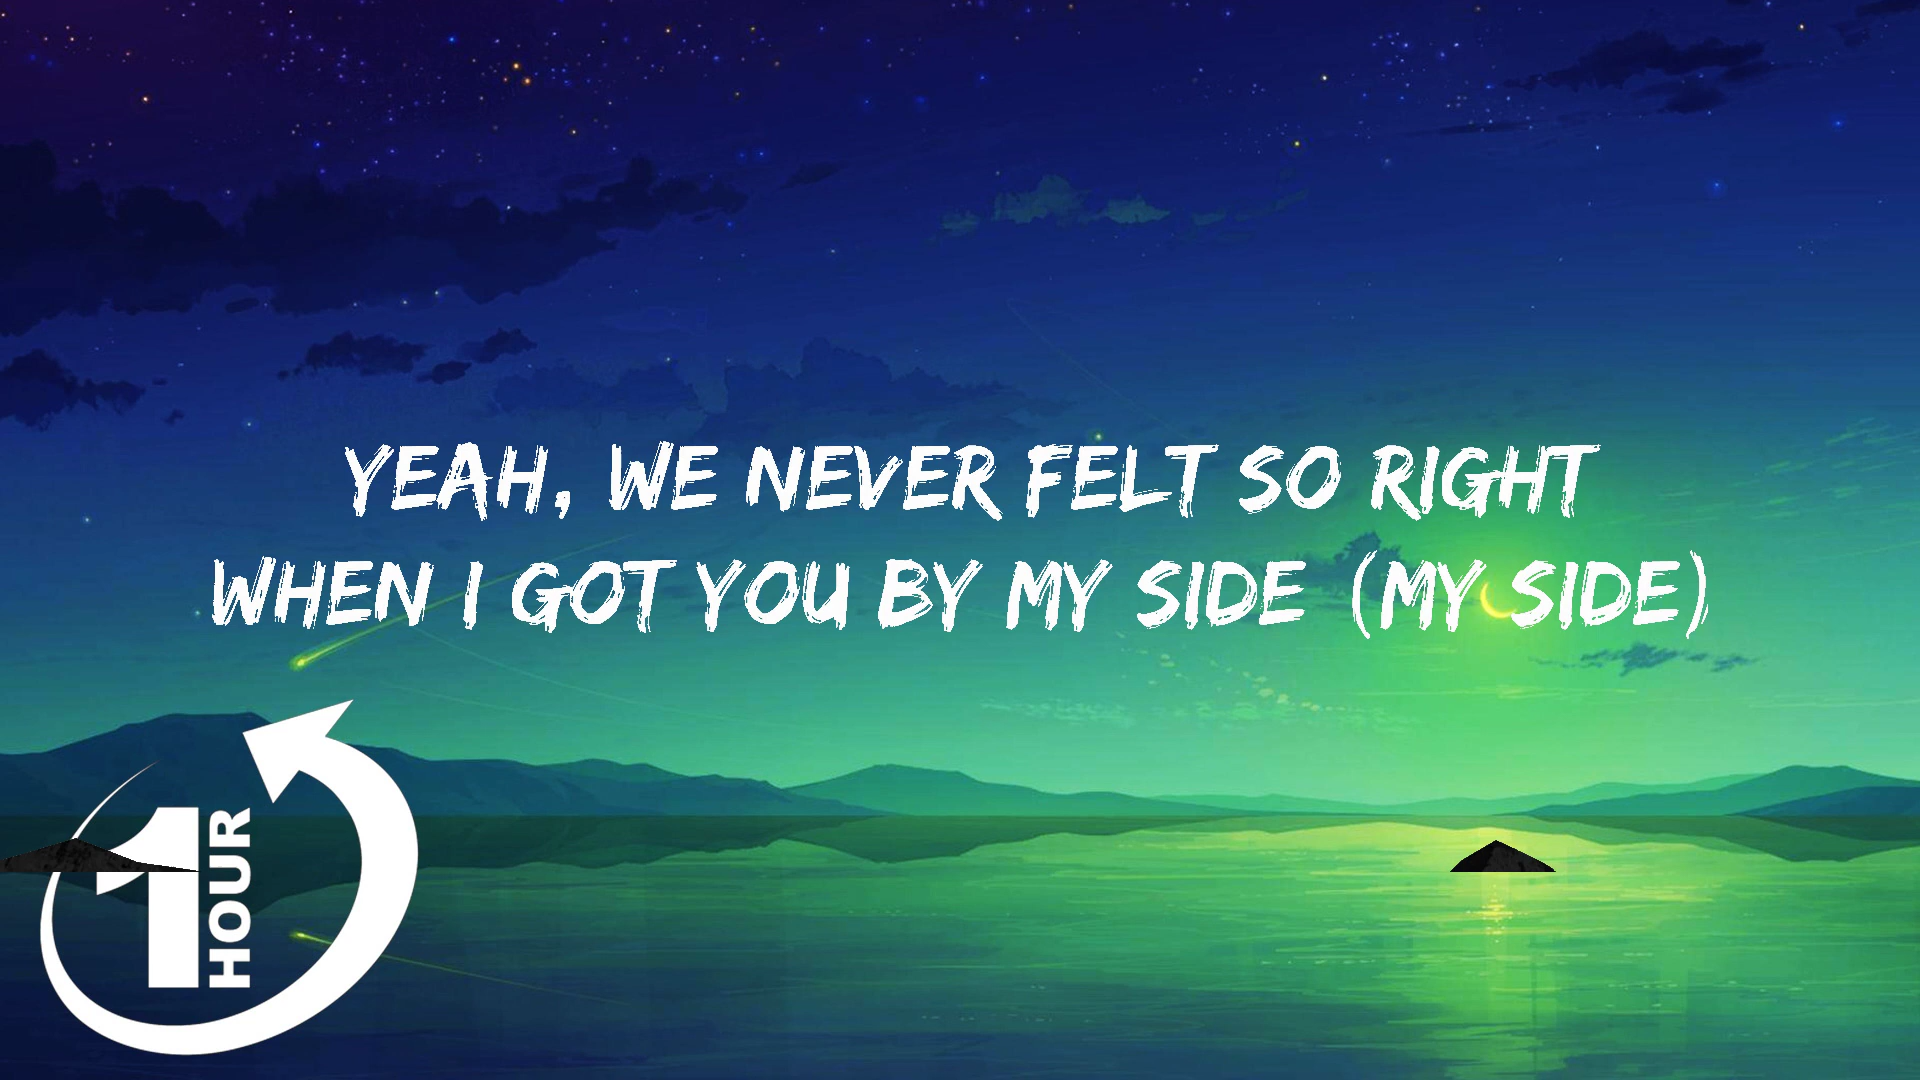 YEAH, WE NEVER FELT SO RIGHT
WHEN I GOT YOU BY MY SIDE (MY SIDE)
1 HOUR